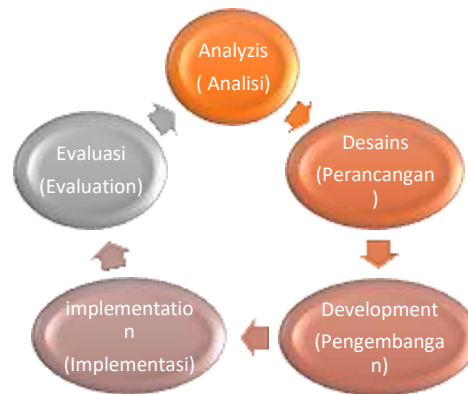 Analyzis
( Analisi)
Desains
(Perancangan
)
Development
(Pengembanga
n)
implementatio
n
(Implementasi)
Evaluasi
(Evaluation)